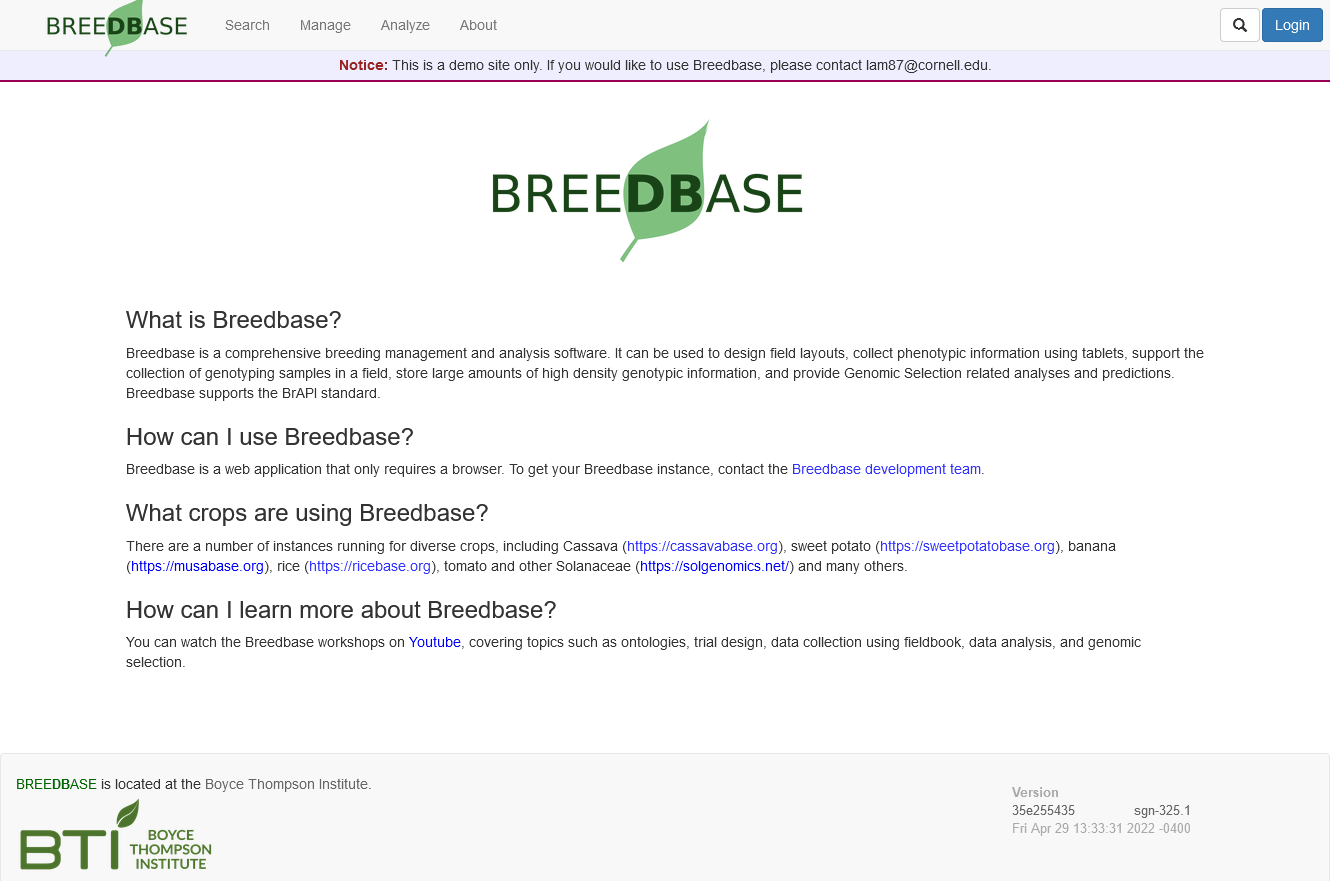 BREEDBASE Search Manage Analyze About Login
Notice: This is a demo site only. If you would like to use Breedbase, please contact lam87@cornell.edu.
BREEDBASE
What is Breedbase?
Breedbase is a comprehensive breeding management and analysis software. It can be used to design field layouts, collect phenotypic information using tablets, support the
collection of genotyping samples in a field, store large amounts of high density genotypic information, and provide Genomic Selection related analyses and predictions.
Breedbase supports the BrAPI standard.
How can I use Breedbase?
Breedbase is a web application that only requires a browser. To get your Breedbase instance, contact the Breedbase development team.
What crops are using Breedbase?
There are a number of instances running for diverse crops, including Cassava (https://cassavabase.org), sweet potato (https://sweetpotatobase.org), banana
(https://musabase.org), rice (https://ricebase.org), tomato and other Solanaceae (https://solgenomics.net/) and many others.
How can I learn more about Breedbase?
You can watch the Breedbase workshops on Youtube, covering topics such as ontologies, trial design, data collection using fieldbook, data analysis, and genomic
selection.
BREEDBASE is located at the Boyce Thompson Institute.
BTI BOYCE
THOMPSON
INSTITUTE
Version
35e255435 sgn-325.1
Fri Apr 29 13:33:31 2022 -0400